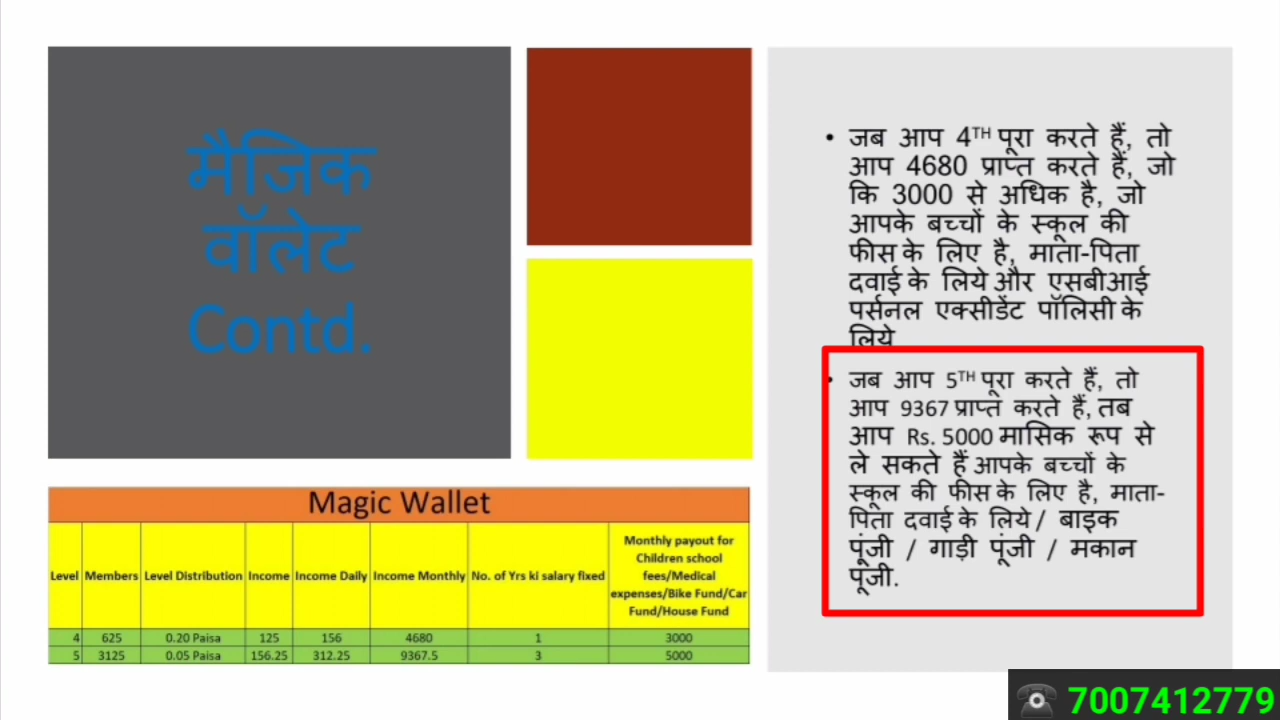 मैजिक
वॉलेट
Contd.
• जब आप 4TH पूरा करते हैं, तो
आप 4680 प्राप्त करते हैं, जो
कि 3000 से अधिक है, जो
आपके बच्चों के स्कूल की
फीस के लिए है, माता-पिता
दवाई के लिये और एसबीआई
पर्सनल एक्सीडेंट पॉलिसी के
लिये
• जब आप 5TH पूरा करते हैं, तो
आप 9367 प्राप्त करते हैं, तब
आप Rs. 5000 मासिक रूप से
ले सकते हैं आपके बच्चों के
स्कूल की फीस के लिए है, माता-
पिता दवाई के लिये / बाइक
पूंजी / गाड़ी पूंजी / मकान
पूंजी.
Magic Wallet
Level Members Level Distribution Income Income Daily Income Monthly No. of Yrs ki salary fixed Monthly payout for
Children school
fees/Medical
expenses/Bike Fund/Car
Fund/House Fund
4 625 0.20 Paisa 125 156 4680 1 3000
5 3125 0.05 Paisa 156.25 312.25 9367.5 3 5000
7007412779